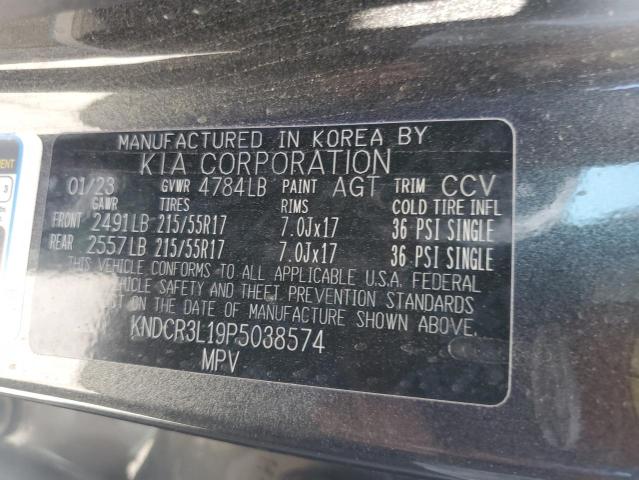 MANUFACTURED IN KOREA BY
KIA CORPORATION
01/23 GVWR 4784LB PAINT AGT TRIM CCV
GAWR TIRES RIMS COLD TIRE INFL
FRONT 2491LB 215/55R17 7.0Jx17 36 PSI SINGLE
REAR 2557LB 215/55R17 7.0Jx17 36 PSI SINGLE
THIS VEHICLE CONFORMS TO ALL APPLICABLE U.S.A. FEDERAL
VEHICLE SAFETY AND THEFT PREVENTION STANDARDS
ON THE DATE OF MANUFACTURE SHOWN ABOVE.
KNDCR3L19P5038574
MPV
3